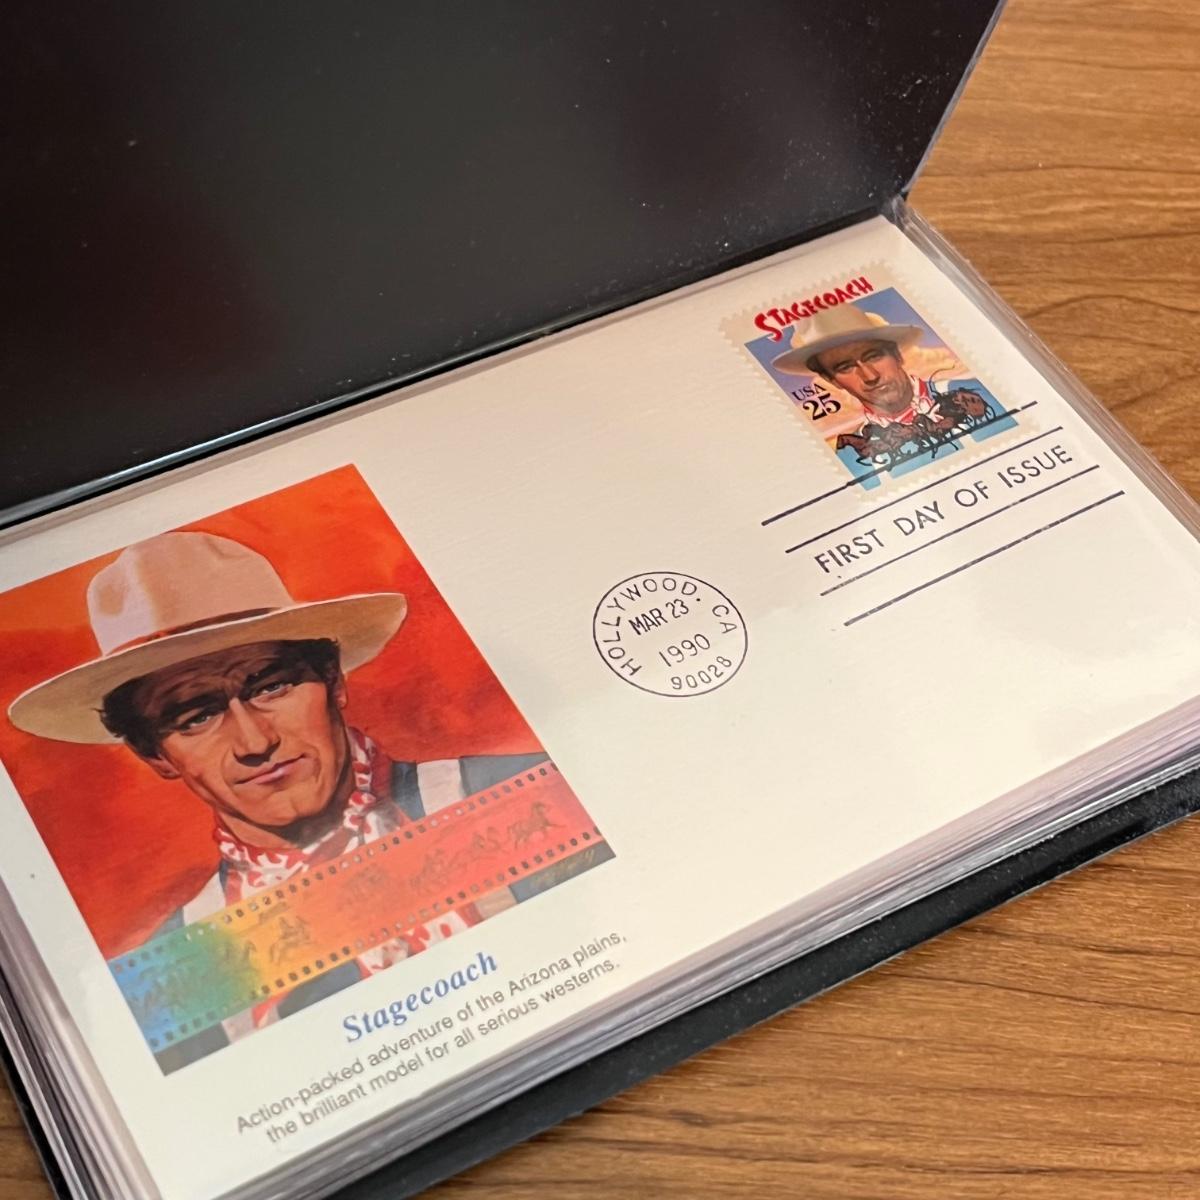 STAGECOACH
USA
25
FIRST DAY OF ISSUE
HOLLYWOOD, CA
MAR 23
1990
90028
Stagecoach
Action-packed adventure of the Arizona plains,
the brilliant model for all serious westerns.